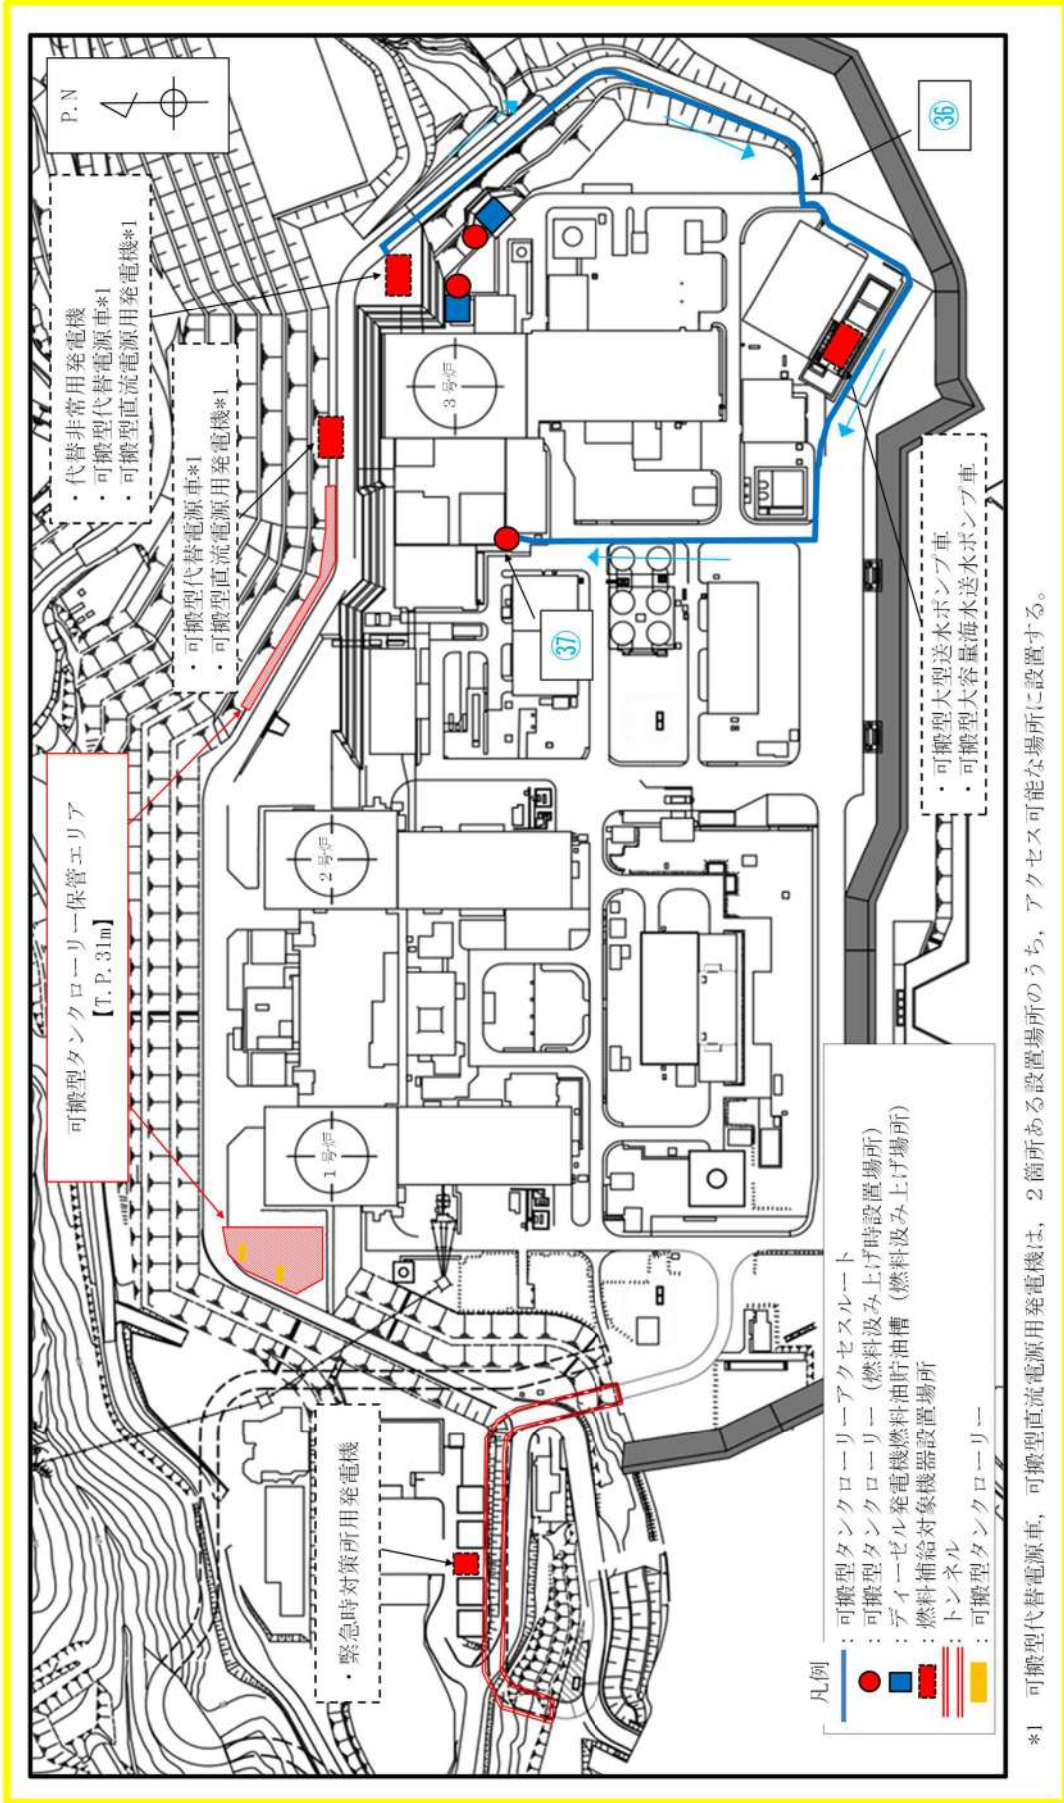 P.N
・代替非常用発電機
・可搬型代替電源車*1
・可搬型直流電源用発電機*1
・可搬型代替電源車*1
・可搬型直流電源用発電機*1
可搬型タンクローリー保管エリア
【T.P.31m】
・緊急時対策所用発電機
1号炉
2号炉
3号炉
㊱
㊲
・可搬型大型送水ポンプ車
・可搬型大容量海水送水ポンプ車
凡例
：可搬型タンクローリーアクセスルート
：可搬型タンクローリー（燃料汲み上げ時設置場所）
：ディーゼル発電機燃料油貯油槽（燃料汲み上げ場所）
：燃料補給対象機器設置場所
：トンネル
：可搬型タンクローリー
*1 可搬型代替電源車，可搬型直流電源用発電機は，2箇所ある設置場所のうち，アクセス可能な場所に設置する。